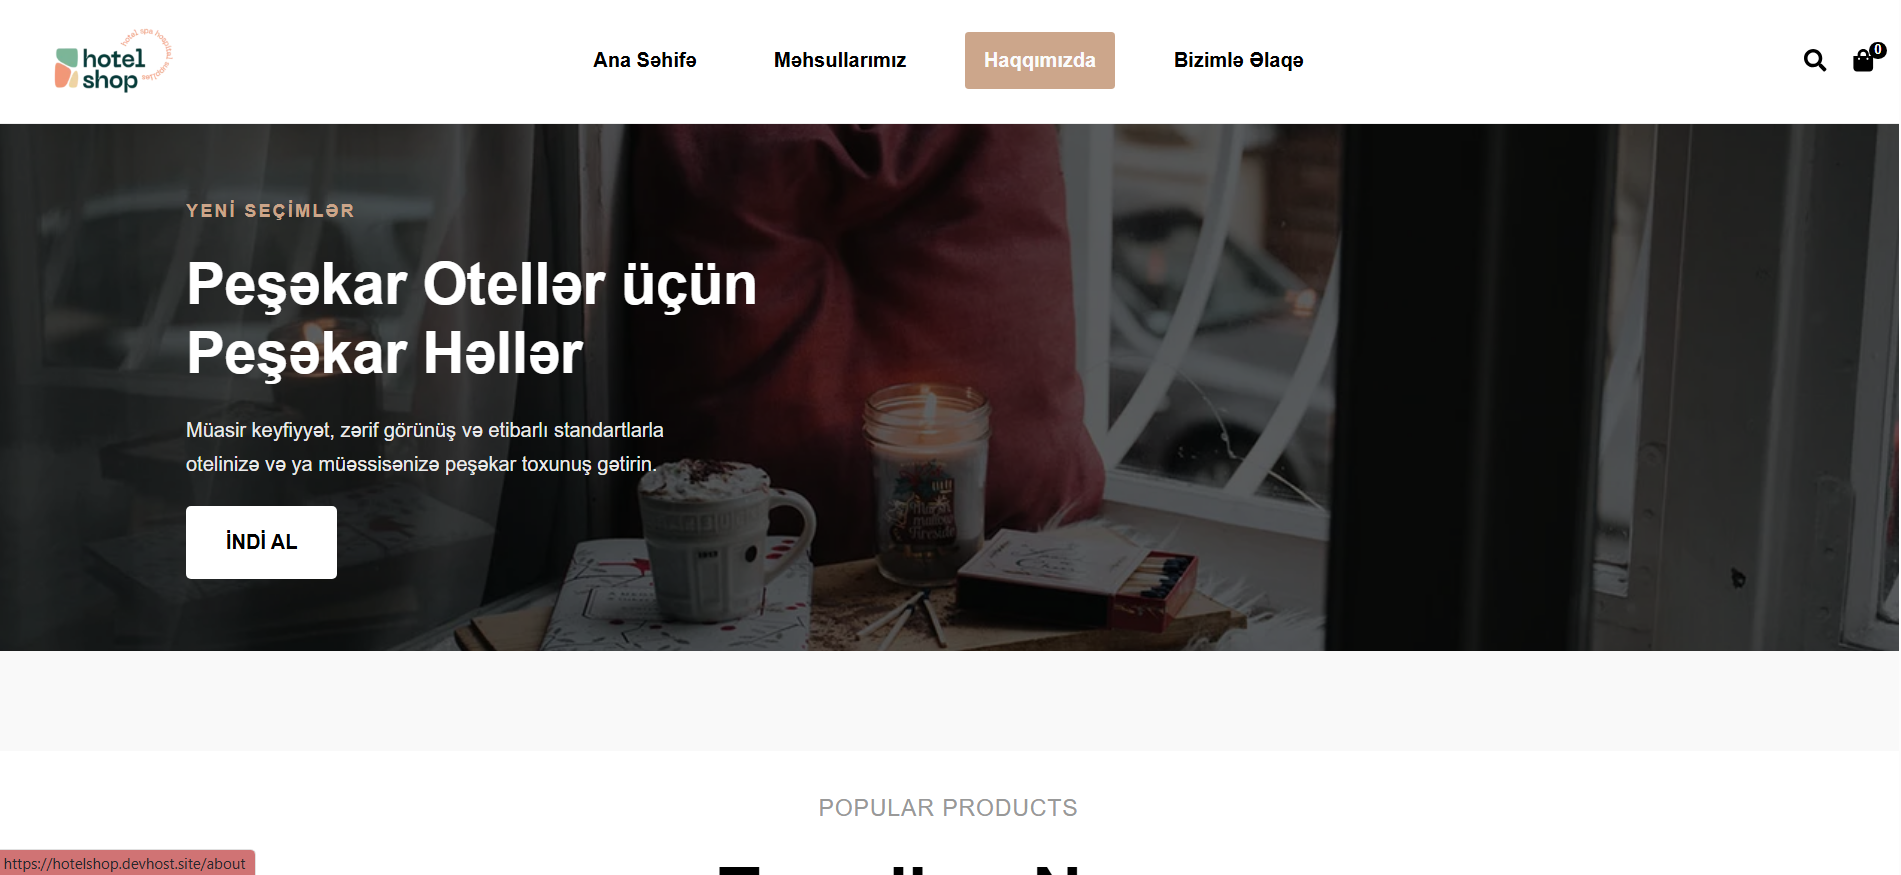 hotel spa hospital supplies
hotel
shop
Ana Səhifə
Məhsullarımız
Haqqımızda
Bizimlə Əlaqə
0
YENİ SEÇİMLƏR
Peşəkar Otellər üçün
Peşəkar Həllər
Müasir keyfiyyət, zərif görünüş və etibarlı standartlarla
otelinizə və ya müəssisənizə peşəkar toxunuş gətirin.
İNDİ AL
POPULAR PRODUCTS
https://hotelshop.devhost.site/about